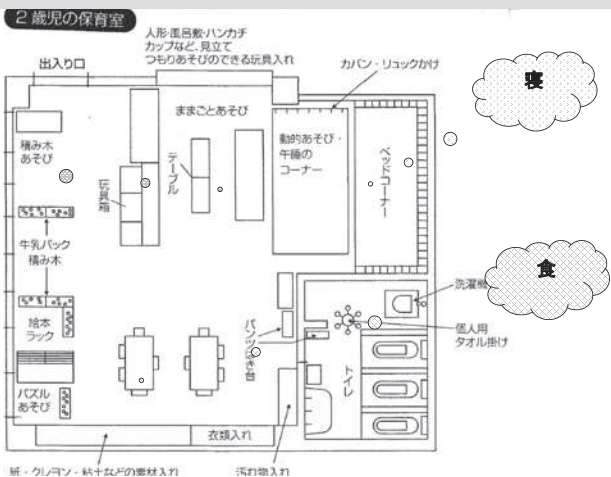 2歳児の保育室
人形・風呂敷・ハンカチ
カップなど、見立て
つもりあそびのできる玩具入れ
出入り口
カバン・リュックかけ
寝
積み木
あそび
ままごとあそび
動的あそび・
午睡の
コーナー
ベッドコーナー
テーブル
玩具箱
牛乳パック
積み木
食
洗濯機
絵本
ラック
パンツはき台
個人用
タオル掛け
トイレ
パズル
あそび
衣類入れ
紙・クレヨン・粘土などの素材入れ
汚れ物入れ